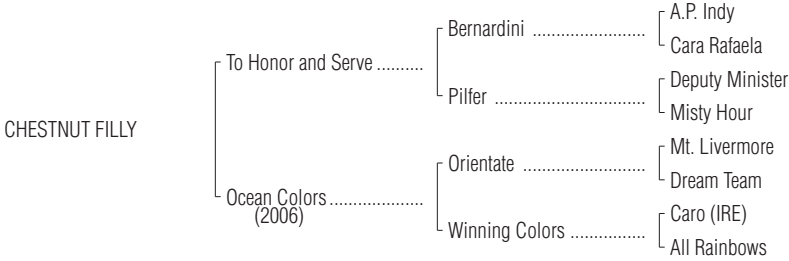 A.P. Indy
Bernardini ........................
Cara Rafaela
To Honor and Serve ..........
Deputy Minister
Pilfer ................................
Misty Hour
CHESTNUT FILLY
Mt. Livermore
Orientate ..........................
Dream Team
Ocean Colors ....................
(2006)
Caro (IRE)
Winning Colors ................
All Rainbows